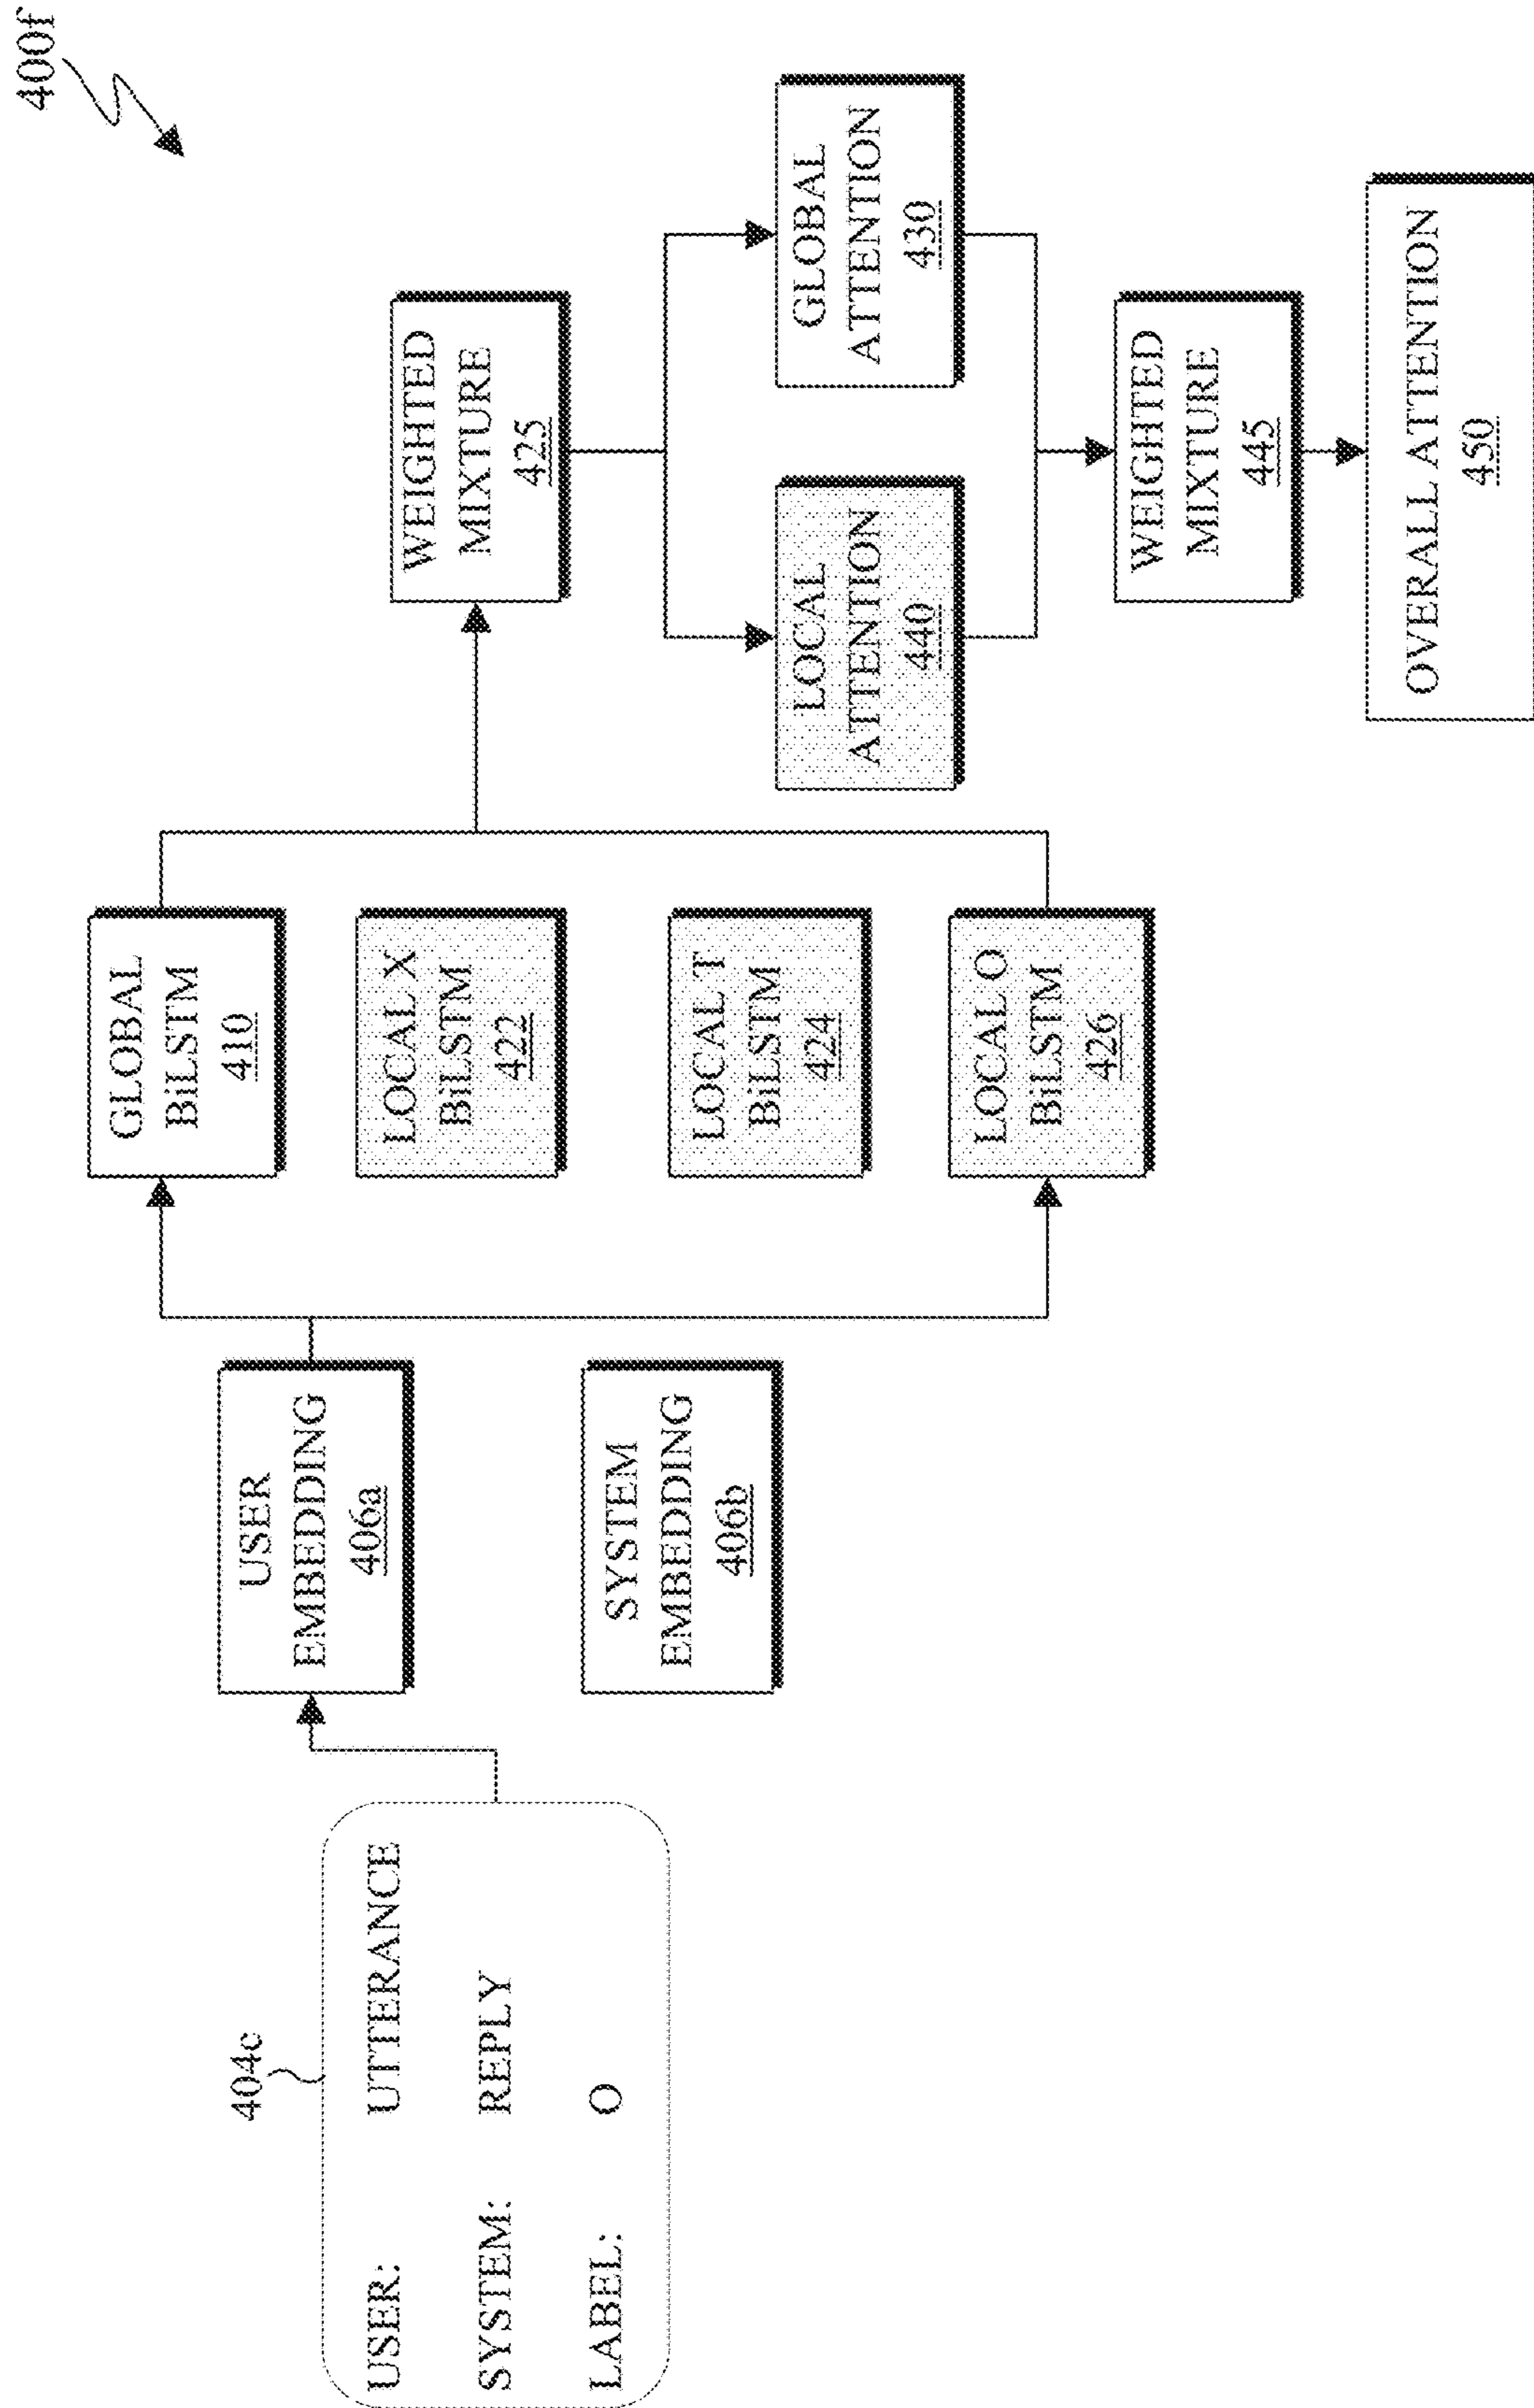 400f
404c
USER: UTTERANCE
SYSTEM: REPLY
LABEL: O
USER
EMBEDDING
406a
SYSTEM
EMBEDDING
406b
GLOBAL
BiLSTM
410
LOCAL X
BiLSTM
422
LOCAL T
BiLSTM
424
LOCAL O
BiLSTM
426
WEIGHTED
MIXTURE
425
LOCAL
ATTENTION
440
GLOBAL
ATTENTION
430
WEIGHTED
MIXTURE
445
OVERALL ATTENTION
450